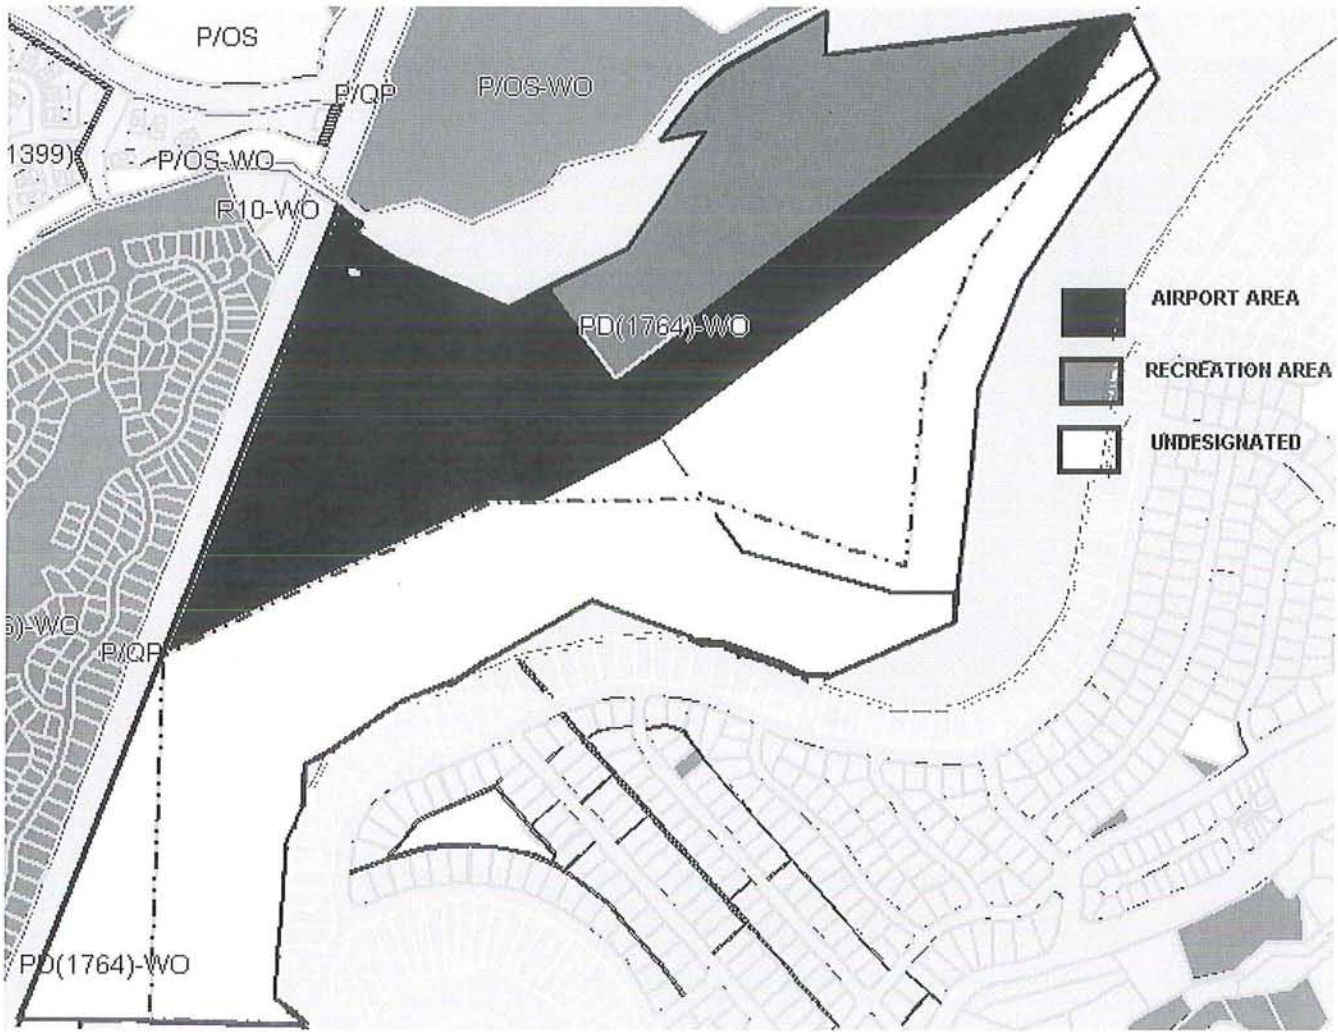 P/OS
P/QP
P/OS-WO
1399)
P/OS-WO
R10-WO
AIRPORT AREA
PD(1764)-WO
RECREATION AREA
UNDESIGNATED
6)-WO
P/QP
PD(1764)-WO